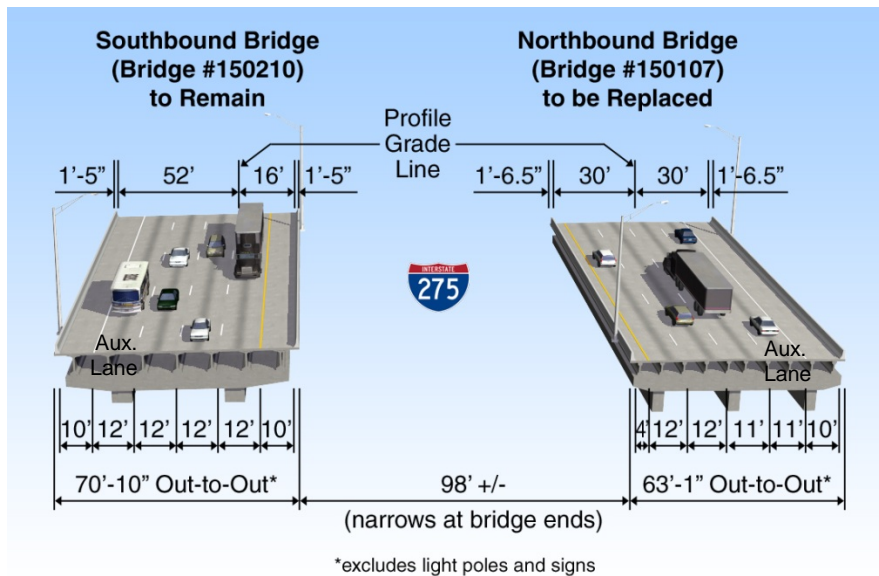 Southbound Bridge
(Bridge #150210)
to Remain
Northbound Bridge
(Bridge #150107)
to be Replaced
Profile
Grade
Line
1’-5” 52’ 16’ 1’-5”
1’-6.5” 30’ 30’ 1’-6.5”
INTERSTATE
275
Aux.
Lane
Aux.
Lane
10’ 12’ 12’ 12’ 12’ 10’
4’ 12’ 12’ 11’ 11’ 10’
70’-10” Out-to-Out* 98’ +/- 63’-1” Out-to-Out*
(narrows at bridge ends)
*excludes light poles and signs